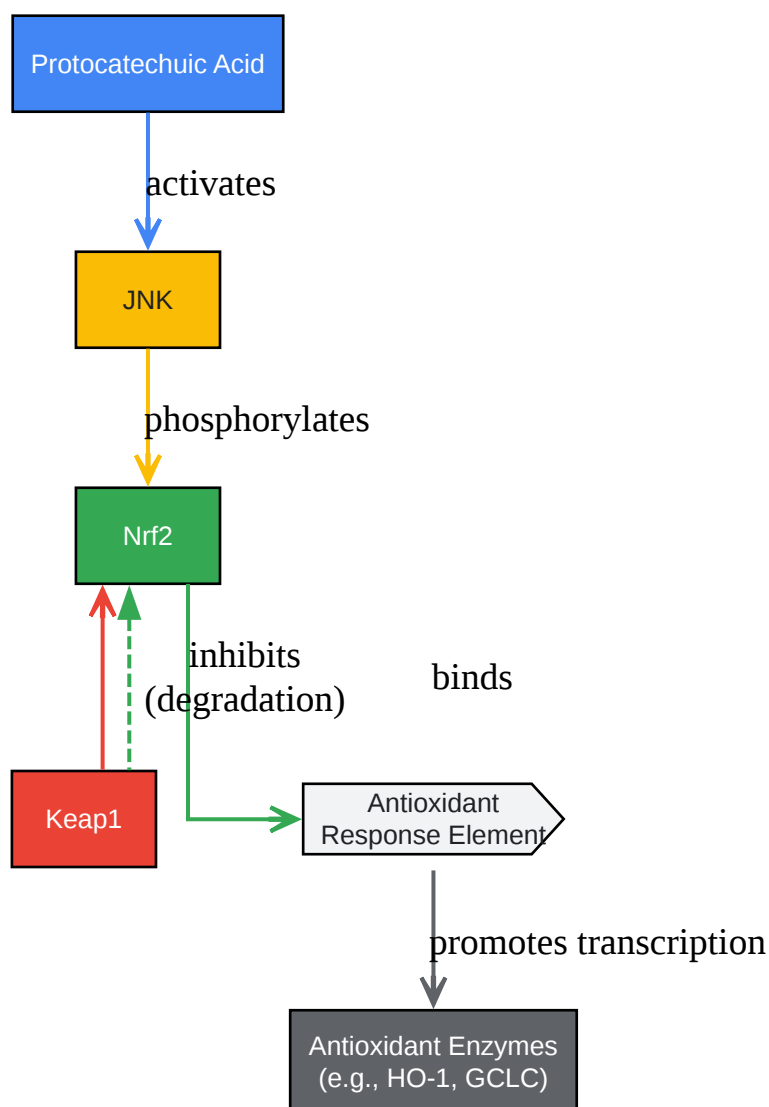 Protocatechuic Acid
activates
JNK
phosphorylates
Nrf2
inhibits
(degradation)
binds
Keap1
Antioxidant
Response Element
promotes transcription
Antioxidant Enzymes
(e.g., HO-1, GCLC)